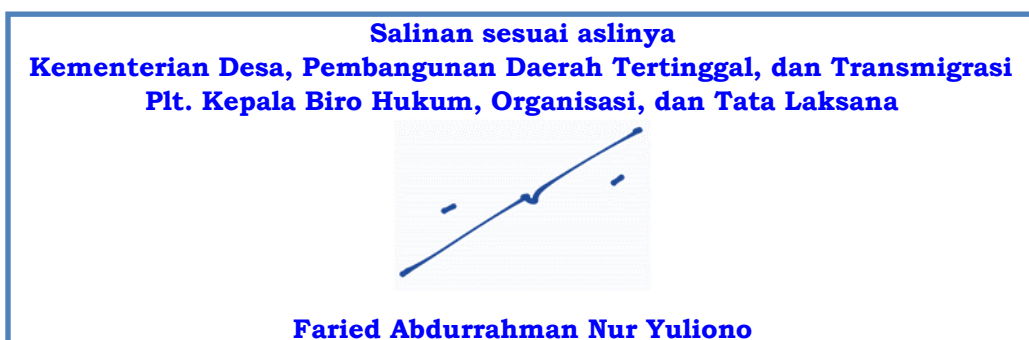 Salinan sesuai aslinya
Kementerian Desa, Pembangunan Daerah Tertinggal, dan Transmigrasi
Plt. Kepala Biro Hukum, Organisasi, dan Tata Laksana
Faried Abdurrahman Nur Yuliono